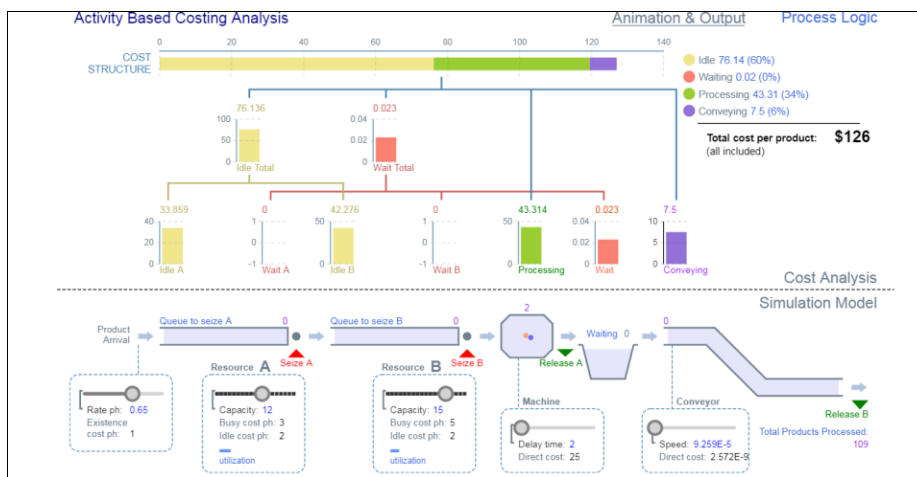 Activity Based Costing Analysis
Animation & Output
Process Logic
0 20 40 60 80 100 120 140
COST
STRUCTURE
Idle 76.14 (60%)
Waiting 0.02 (0%)
Processing 43.31 (34%)
Conveying 7.5 (6%)
Total cost per product: $126
(all included)
76.136 0.023
100 0.04
50 0.02
0 0
Idle Total Wait Total
33.859 0 42.276 0 43.314 0.023 7.5
40 1 50 1 50 0.04 10
20 0 0 0.02 5
0 -1 0 -1 0 0 0
Idle A Wait A Idle B Wait B Processing Wait Conveying
Cost Analysis
Simulation Model
Product
Arrival
Queue to seize A 0
Seize A
Queue to seize B 0
Seize B
2
Release A
Waiting 0
0
Release B
Total Products Processed:
109
Rate ph: 0.65
Existence
cost ph: 1
Resource A
Capacity: 12
Busy cost ph: 3
Idle cost ph: 2
utilization
Resource B
Capacity: 15
Busy cost ph: 5
Idle cost ph: 2
utilization
Machine
Delay time: 2
Direct cost: 25
Conveyor
Speed: 9.259E-5
Direct cost: 2.572E-9